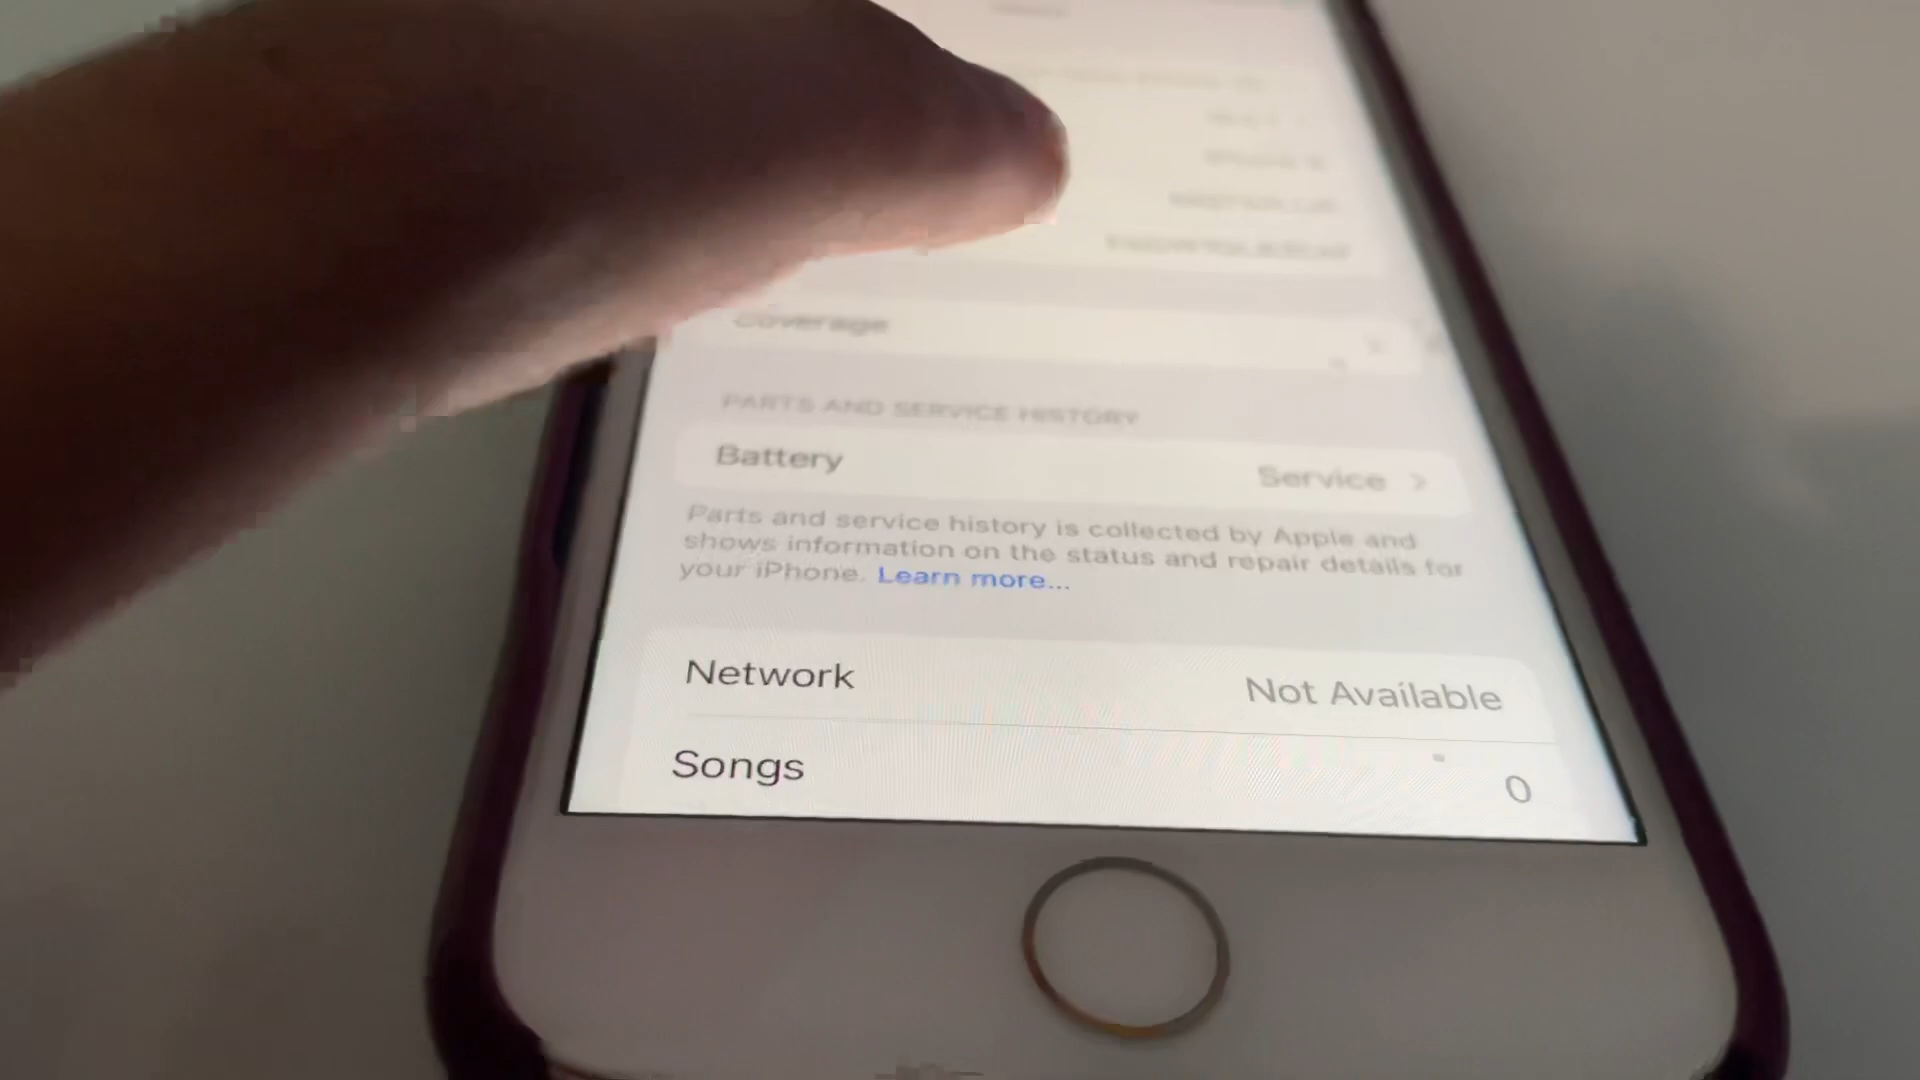 Coverage
PARTS AND SERVICE HISTORY
Battery
Service
Parts and service history is collected by Apple and
shows information on the status and repair details for
your iPhone. Learn more...
Network
Not Available
Songs
0